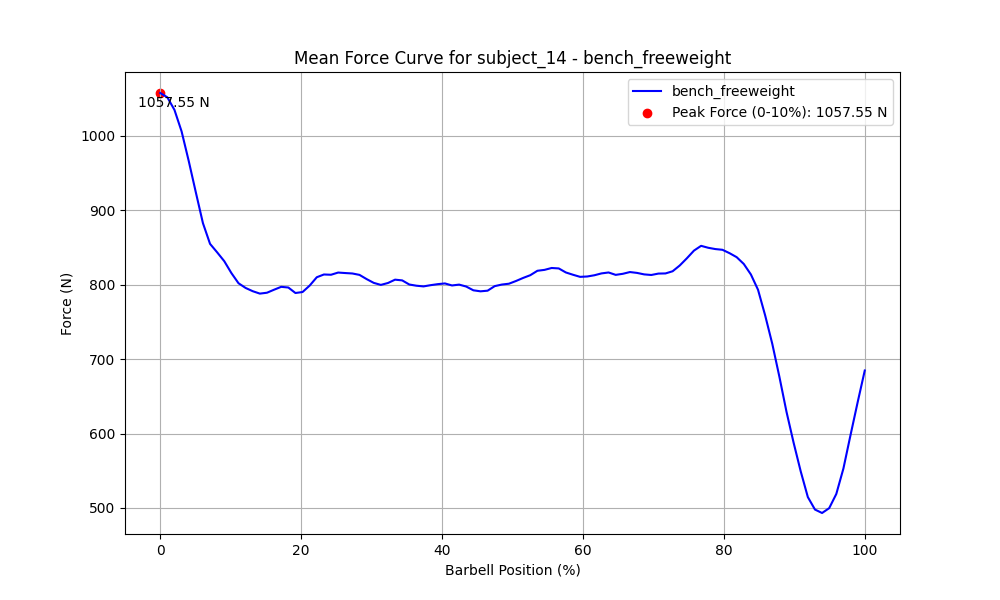 Mean Force Curve for subject_14 - bench_freeweight
bench_freeweight
Peak Force (0-10%): 1057.55 N
1057.55 N
1000
900
800
700
600
500
Force (N)
0 20 40 60 80 100
Barbell Position (%)